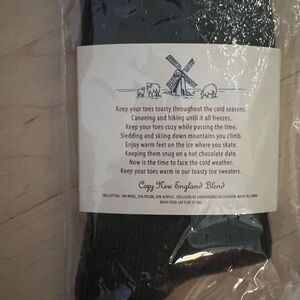 Keep your toes toasty throughout the cold seasons.
Canoeing and hiking until it all freezes.
Keep your toes cozy while passing the time.
Sledding and skiing down mountains you climb.
Enjoy warm feet on the ice where you skate.
Keeping them snug on a hot chocolate date.
Now is the time to face the cold weather.
Keep your toes warm in our toasty toe sweaters.
Cozy New England Blend